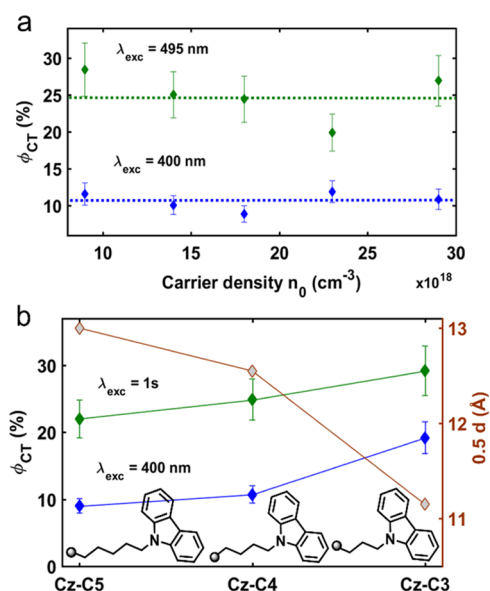 a
λexc = 495 nm
λexc = 400 nm
ϕCT (%)
35
30
25
20
15
10
10
15
20
25
30
Carrier density n0 (cm-3)
x10^18
b
λexc = 1s
λexc = 400 nm
ϕCT (%)
30
20
10
0
13
12
11
0.5 d (Å)
N
N
N
Cz-C5
Cz-C4
Cz-C3